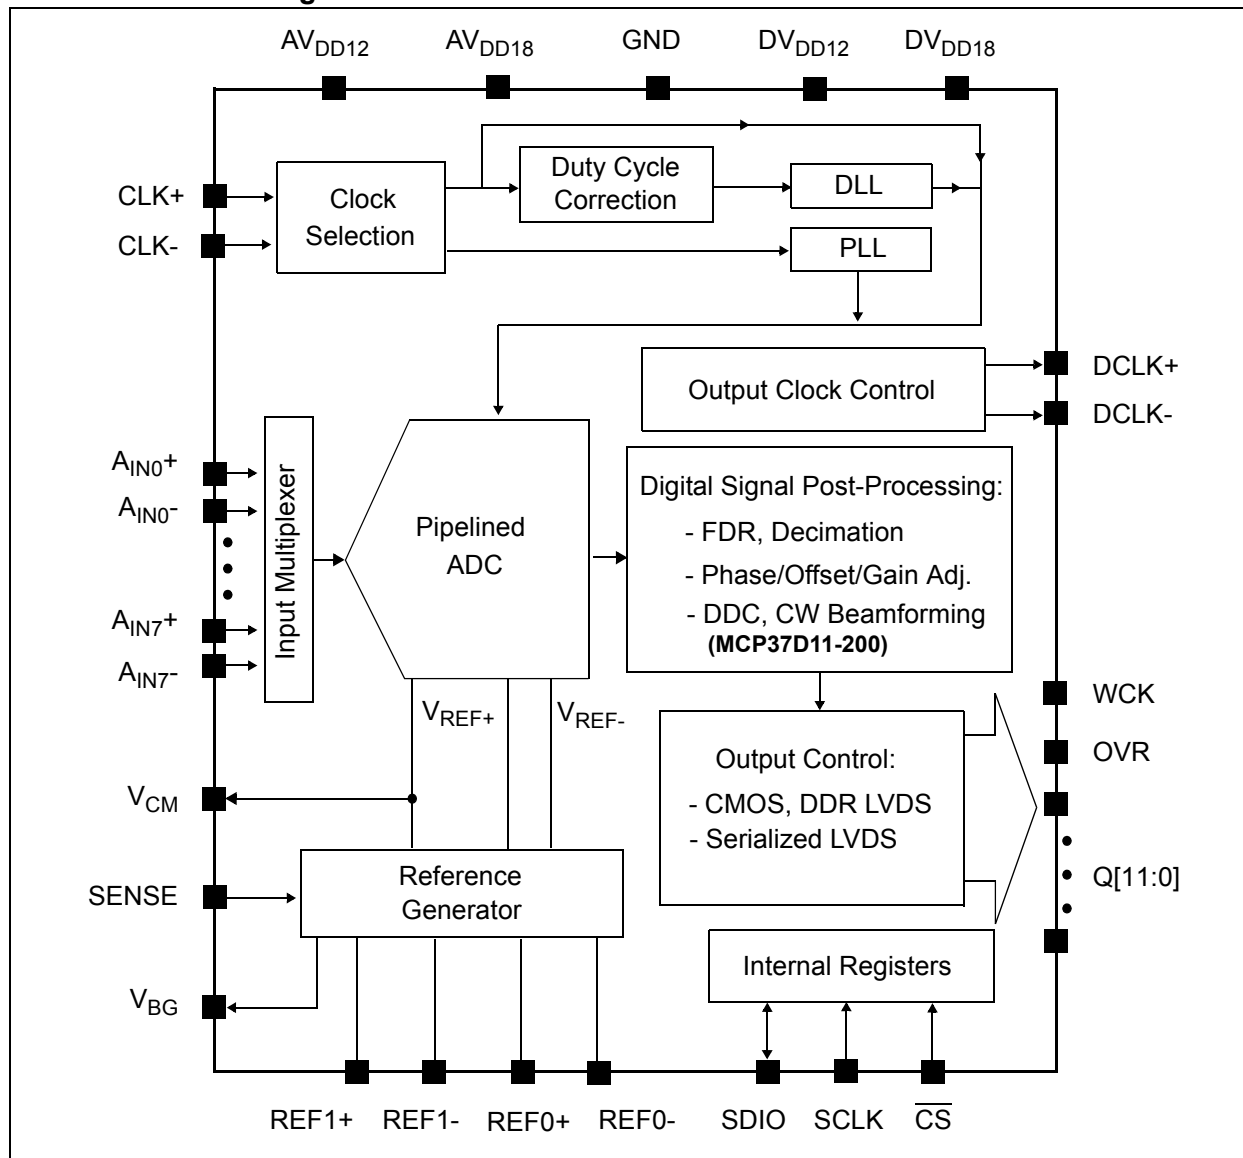 AVDD12 AVDD18 GND DVDD12 DVDD18
CLK+
CLK-
Clock
Selection
Duty Cycle
Correction
DLL
PLL
Output Clock Control
DCLK+
DCLK-
AIN0+
AIN0-
AIN7+
AIN7-
Input Multiplexer
Pipelined
ADC
Digital Signal Post-Processing:
- FDR, Decimation
- Phase/Offset/Gain Adj.
- DDC, CW Beamforming
(MCP37D11-200)
VREF+
VREF-
Output Control:
- CMOS, DDR LVDS
- Serialized LVDS
WCK
OVR
Q[11:0]
VCM
SENSE
VBG
Reference
Generator
Internal Registers
REF1+ REF1- REF0+ REF0- SDIO SCLK C̅S̅